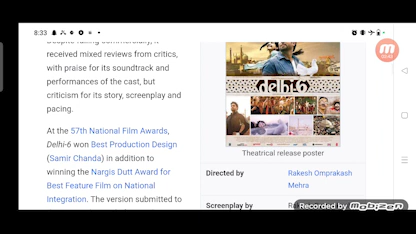 8:33
received mixed reviews from critics,
with praise for its soundtrack and
performances of the cast, but
criticism for its story, screenplay and
pacing.
At the 57th National Film Awards,
Delhi-6 won Best Production Design
(Samir Chanda) in addition to
winning the Nargis Dutt Award for
Best Feature Film on National
Integration. The version submitted to
delhi-6
Theatrical release poster
Directed by
Rakesh Omprakash
Mehra
Screenplay by
Recorded by mobizen